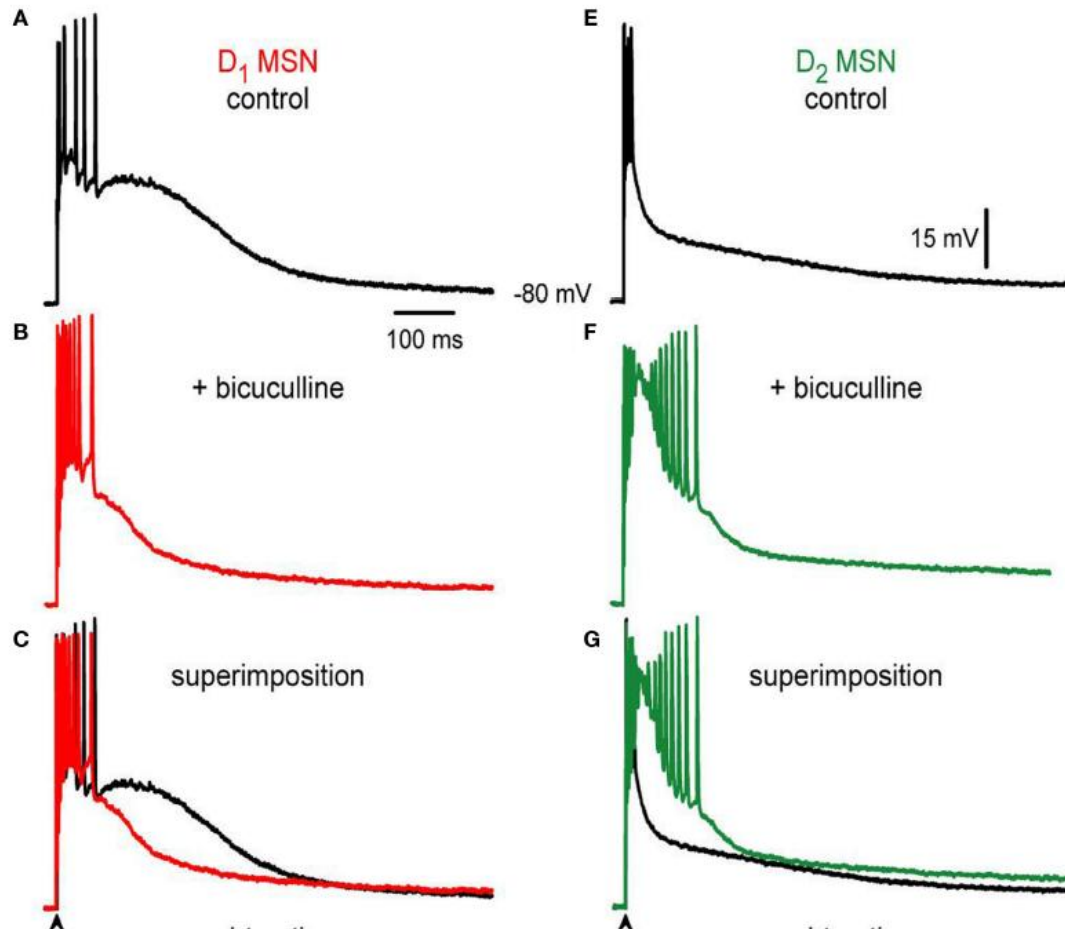 A
D1 MSN
control
-80 mV
100 ms
B
+ bicuculline
C
superimposition
E
D2 MSN
control
15 mV
F
+ bicuculline
G
superimposition